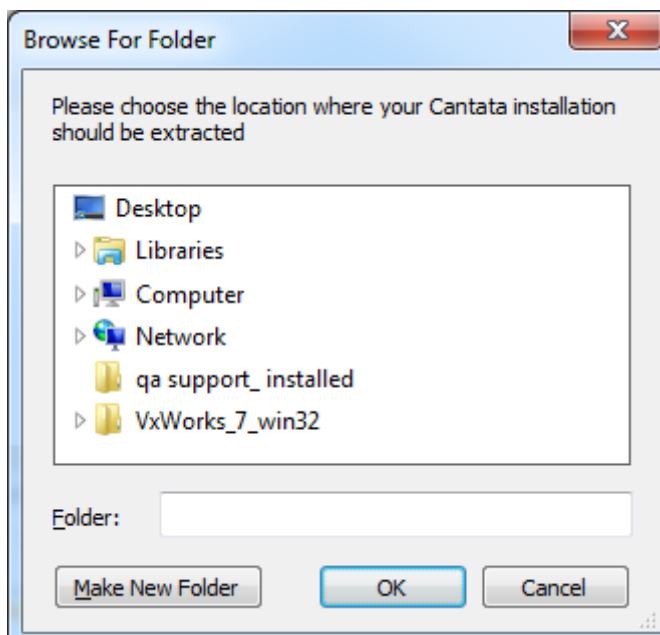 Browse For Folder
Please choose the location where your Cantata installation
should be extracted
Desktop
Libraries
Computer
Network
qa support_ installed
VxWorks_7_win32
Folder:
Make New Folder OK Cancel